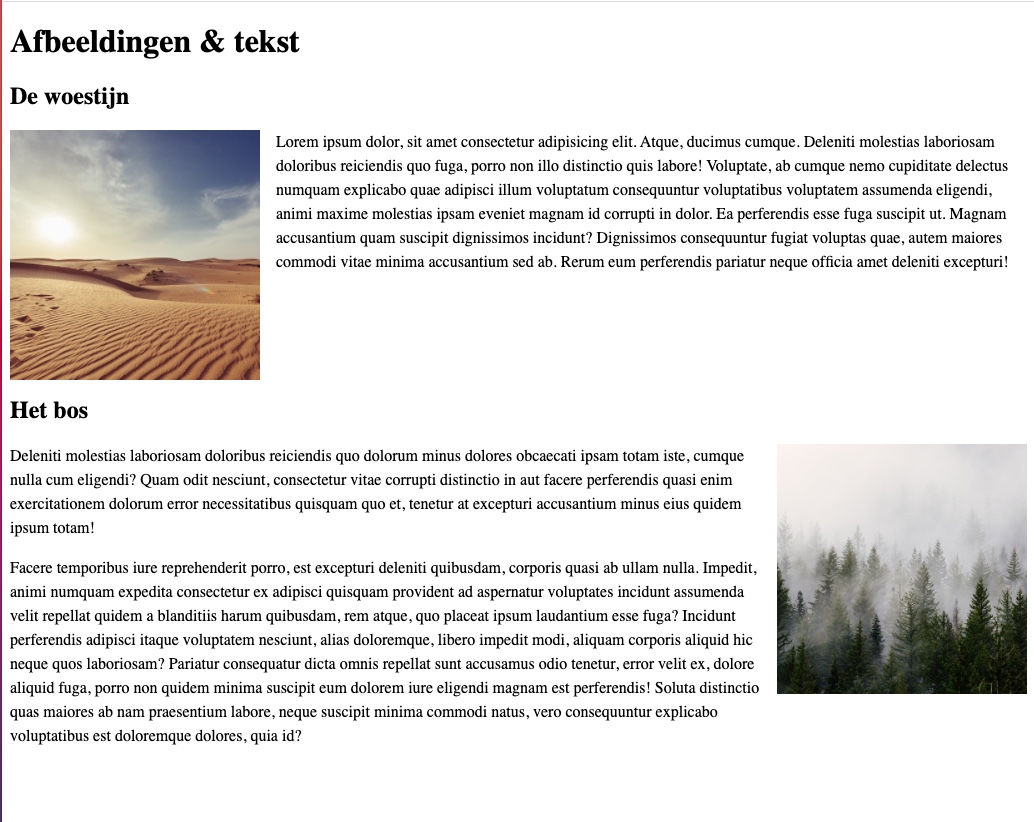 Afbeeldingen & tekst
De woestijn
Lorem ipsum dolor, sit amet consectetur adipisicing elit. Atque, ducimus cumque. Deleniti molestias laboriosam
doloribus reiciendis quo fuga, porro non illo distinctio quis labore! Voluptate, ab cumque nemo cupiditate delectus
numquam explicabo quae adipisci illum voluptatum consequuntur voluptatibus voluptatem assumenda eligendi,
animi maxime molestias ipsam eveniet magnam id corrupti in dolor. Ea perferendis esse fuga suscipit ut. Magnam
accusantium quam suscipit dignissimos incidunt? Dignissimos consequuntur fugiat voluptas quae, autem maiores
commodi vitae minima accusantium sed ab. Rerum eum perferendis pariatur neque officia amet deleniti excepturi!
Het bos
Deleniti molestias laboriosam doloribus reiciendis quo dolorum minus dolores obcaecati ipsam totam iste, cumque
nulla cum eligendi? Quam odit nesciunt, consectetur vitae corrupti distinctio in aut facere perferendis quasi enim
exercitationem dolorum error necessitatibus quisquam quo et, tenetur at excepturi accusantium minus eius quidem
ipsum totam!
Facere temporibus iure reprehenderit porro, est excepturi deleniti quibusdam, corporis quasi ab ullam nulla. Impedit,
animi numquam expedita consectetur ex adipisci quisquam provident ad aspernatur voluptates incidunt assumenda
velit repellat quidem a blanditiis harum quibusdam, rem atque, quo placeat ipsum laudantium esse fuga? Incidunt
perferendis adipisci itaque voluptatem nesciunt, alias doloremque, libero impedit modi, aliquam corporis aliquid hic
neque quos laboriosam? Pariatur consequatur dicta omnis repellat sunt accusamus odio tenetur, error velit ex, dolore
aliquid fuga, porro non quidem minima suscipit eum dolorem iure eligendi magnam est perferendis! Soluta distinctio
quas maiores ab nam praesentium labore, neque suscipit minima commodi natus, vero consequuntur explicabo
voluptatibus est doloremque dolores, quia id?